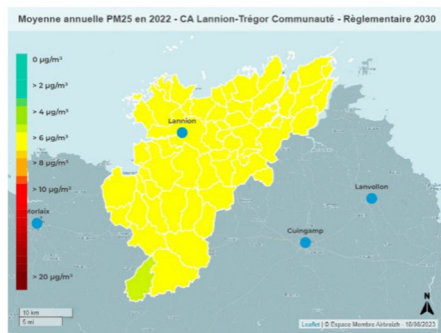 Moyenne annuelle PM25 en 2022 - CA Lannion-Trégor Communauté - Règlementaire 2030
0 µg/m³
> 2 µg/m³
> 4 µg/m³
> 6 µg/m³
> 8 µg/m³
> 10 µg/m³
> 20 µg/m³
Lannion
Lanvollon
Morlaix
Guingamp
10 km
5 mi
N
Leaflet | © Espace Membre Airbreizh - 10/08/2023